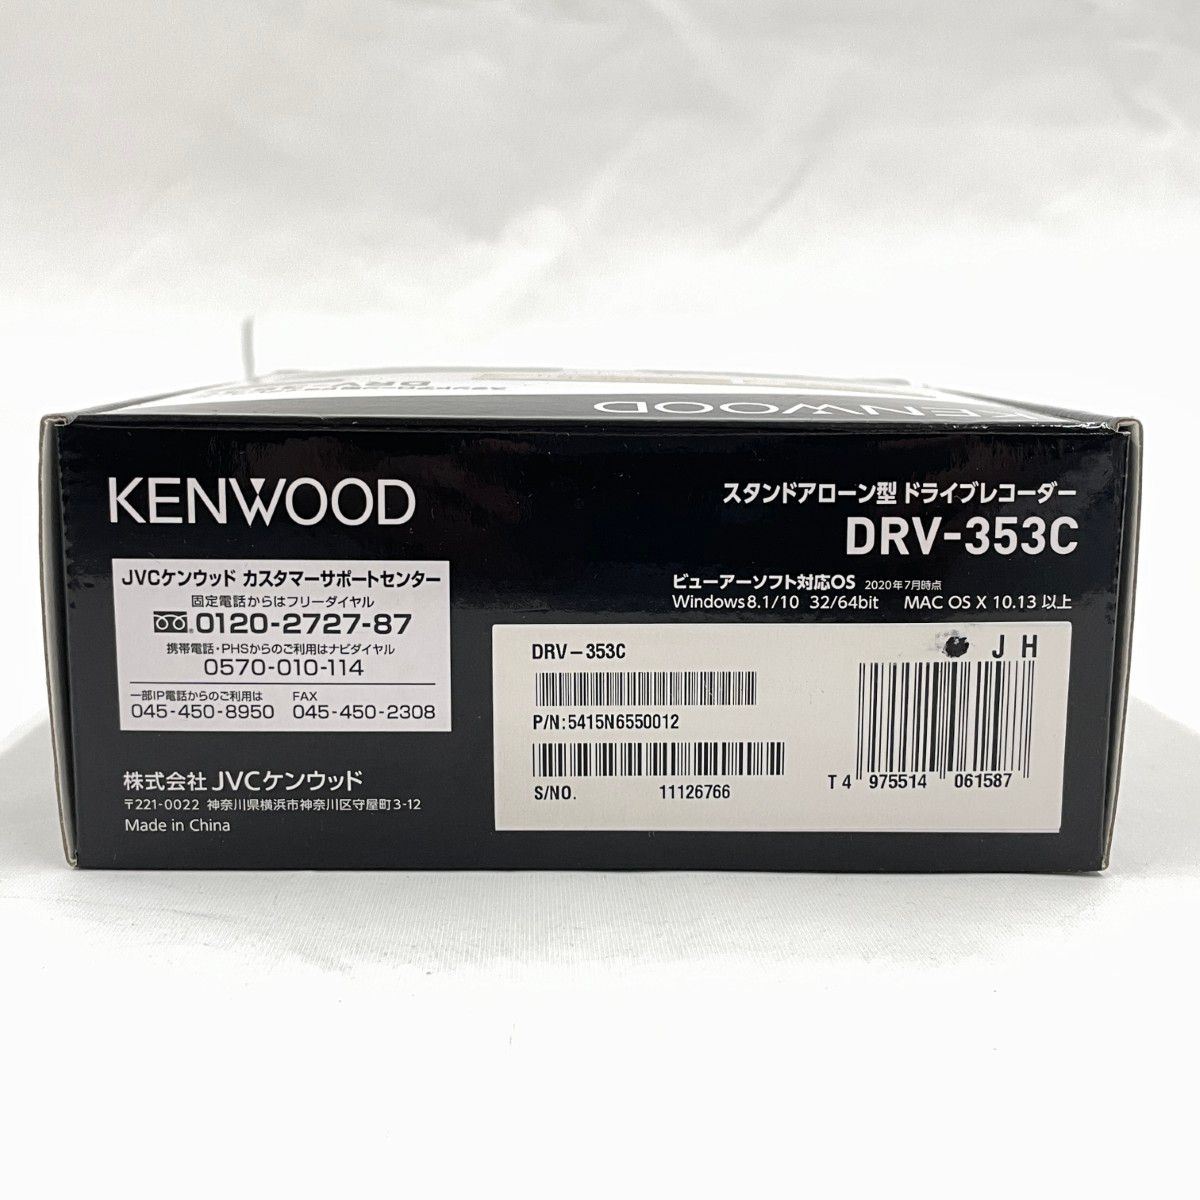 KENWOOD
KENWOOD
スタンドアローン型 ドライブレコーダー
DRV-353C
JVCケンウッド カスタマーサポートセンター
固定電話からはフリーダイヤル
0120-2727-87
携帯電話・PHSからのご利用はナビダイヤル
0570-010-114
一部IP電話からのご利用は
045-450-8950
FAX
045-450-2308
ビューアーソフト対応OS 2020年7月時点
Windows8.1/10 32/64bit MAC OS X 10.13 以上
株式会社 JVCケンウッド
〒221-0022 神奈川県横浜市神奈川区守屋町3-12
Made in China
DRV-353C
P/N:5415N6550012
S/NO. 11126766
J H
T 4 975514 061587